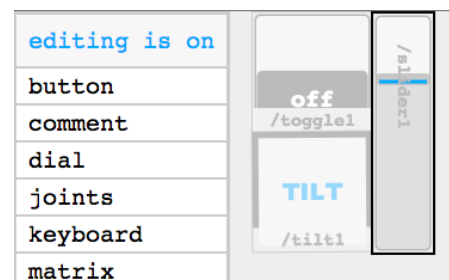 editing is on
button
comment
dial
joints
keyboard
matrix
off
/toggle1
TILT
/tilt1
/slider1